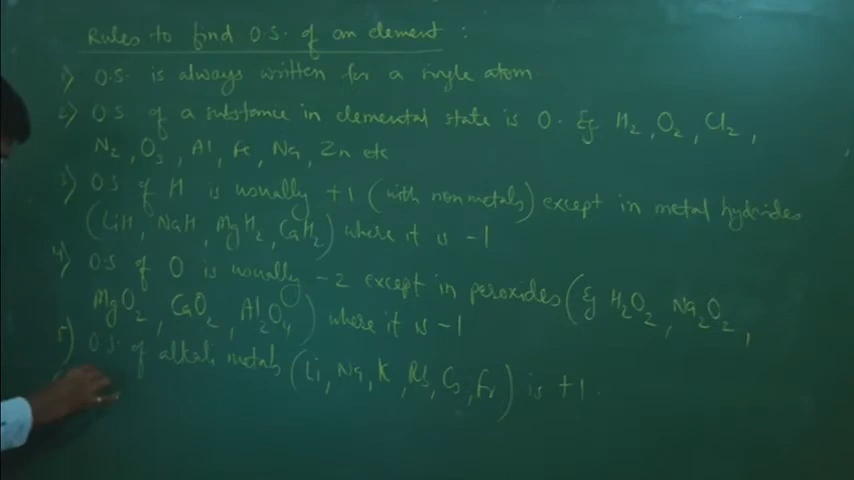 Rules to find O.S. of an element :
1) O.S. is always written for a single atom.
2) O.S of a substance in elemental state is 0. Eg H2, O2, Cl2,
N2, O3, Al, Fe, Na, Zn etc
3) O.S of H is usually +1 (with nonmetals) except in metal hydrides
(LiH, NaH, MgH2, CaH2) where it is -1
4) O.S of O is usually -2 except in peroxides (Eg H2O2, Na2O2,
MgO2, CaO2, Al2O4) where it is -1
5) O.S. of alkali metals (Li, Na, K, Rb, Cs, Fr) is +1.